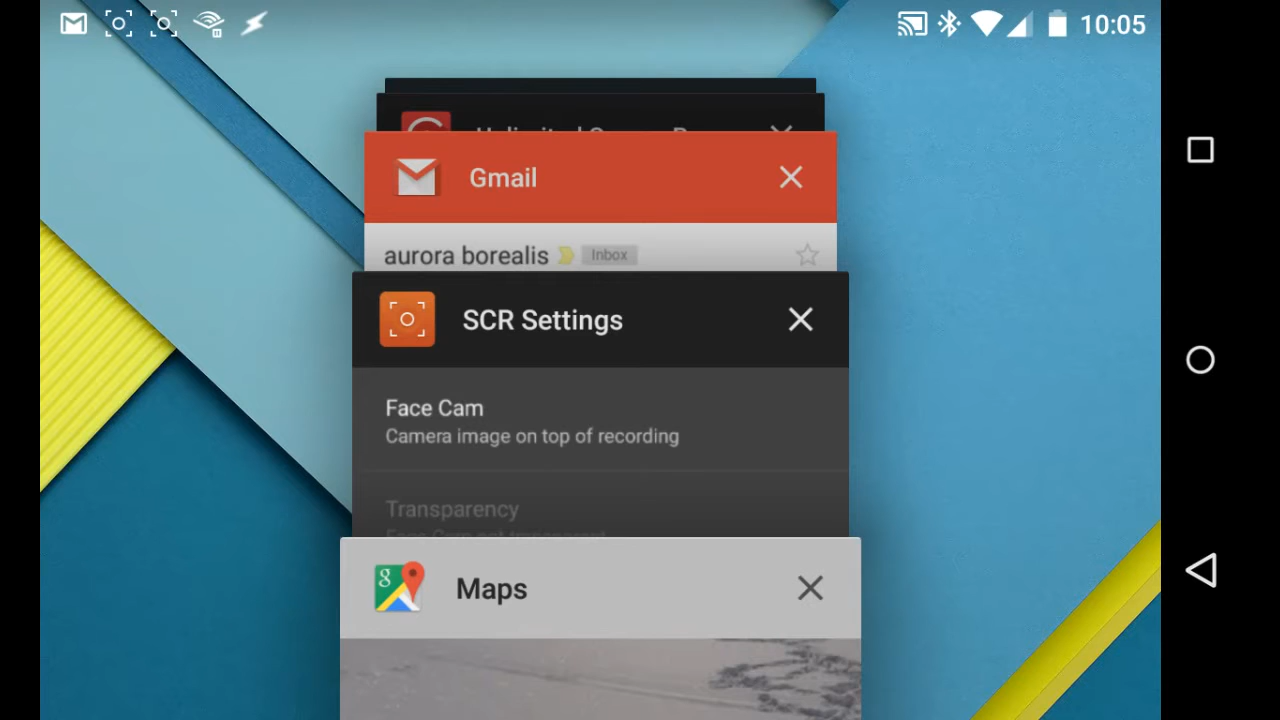 10:05
Gmail
aurora borealis Inbox
SCR Settings
Face Cam
Camera image on top of recording
Transparency
g Maps